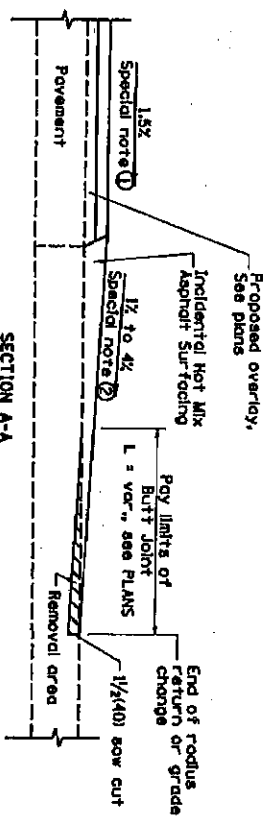 Proposed overlay,
See plans
1.5%
Special note ①
Pavement
Incidental Hot Mix
Asphalt Surfacing
1% to 4%
Special note ②
Pay limits of
Butt Joint
L = var., see PLANS
End of radius
return or grade
change
1 1/2(40) saw cut
Removal area
SECTION A-A